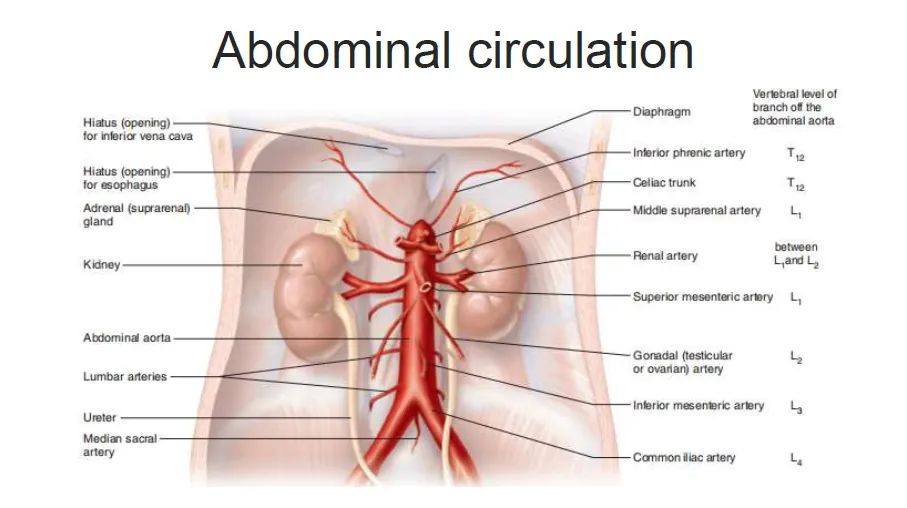 Abdominal circulation
Hiatus (opening)
for inferior vena cava
Hiatus (opening)
for esophagus
Adrenal (suprarenal)
gland
Kidney
Abdominal aorta
Lumbar arteries
Ureter
Median sacral
artery
Vertebral level of
branch off the
abdominal aorta
Diaphragm
Inferior phrenic artery T₁₂
Celiac trunk T₁₂
Middle suprarenal artery L₁
Renal artery between
L₁and L₂
Superior mesenteric artery L₁
Gonadal (testicular
or ovarian) artery L₂
Inferior mesenteric artery L₃
Common iliac artery L₄